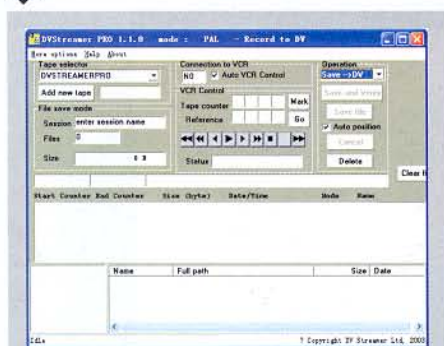 DVStreamer PRO 1.1.0 mode : PAL - Record to DV
More options Help About
Tape selector
DVSTREAMERPRO
Add new tape
File save mode
Session enter session name
Files 0
Size
Connection to VCR
NO Auto VCR Control
VCR Control
Tape counter
Mark
Reference
Go
Status
Operation
Save ->DV
Save and erase
Save file
Auto position
Cancel
Delete
Start Counter End Counter Size (byte) Date/Time Mode Name
Name Full path Size Date
Idle
? Copyright DV Streamer Ltd, 2003